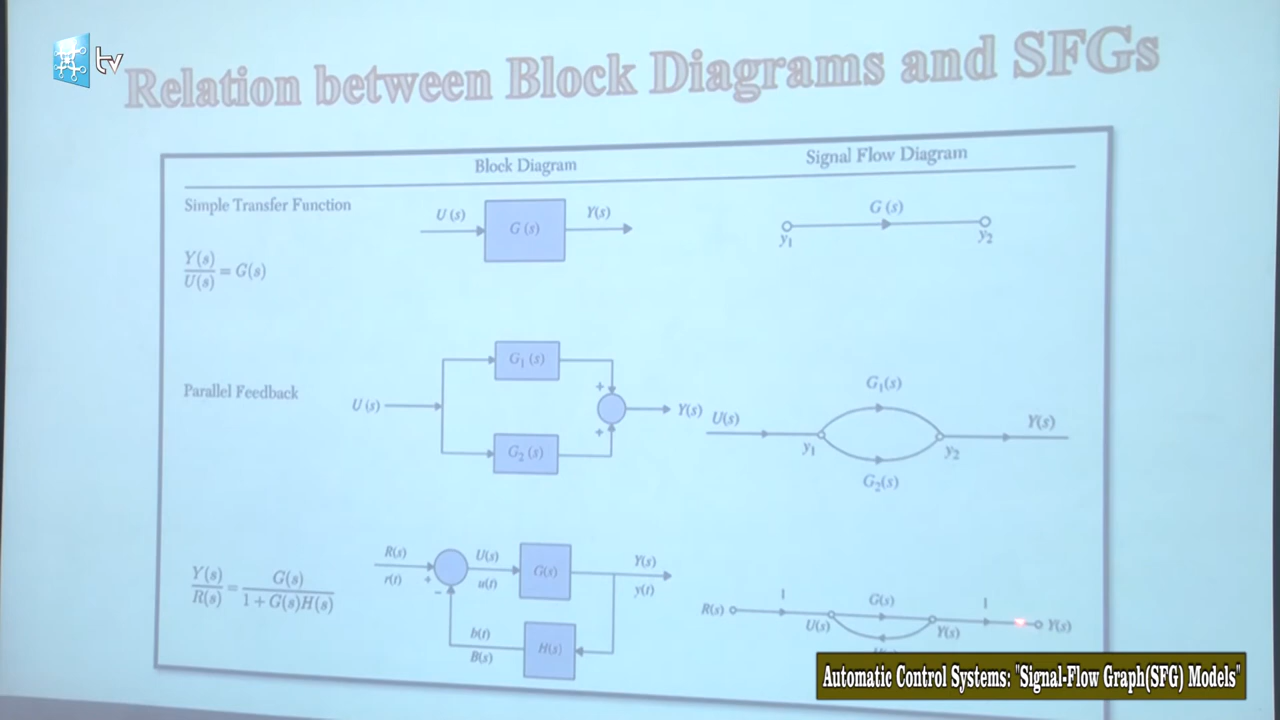 tv
Relation between Block Diagrams and SFGs
Block Diagram
Signal Flow Diagram
Simple Transfer Function
U(s)
G(s)
Y(s)
G(s)
y1
y2
Y(s)/U(s) = G(s)
Parallel Feedback
U(s)
G1(s)
G2(s)
+
+
Y(s)
U(s)
y1
G1(s)
G2(s)
y2
Y(s)
Y(s)/R(s) = G(s)/1 + G(s)H(s)
R(s)
r(t)
+
-
U(s)
u(t)
G(s)
Y(s)
y(t)
b(t)
B(s)
H(s)
R(s)
1
U(s)
G(s)
Y(s)
1
Y(s)
Automatic Control Systems: "Signal-Flow Graph(SFG) Models"